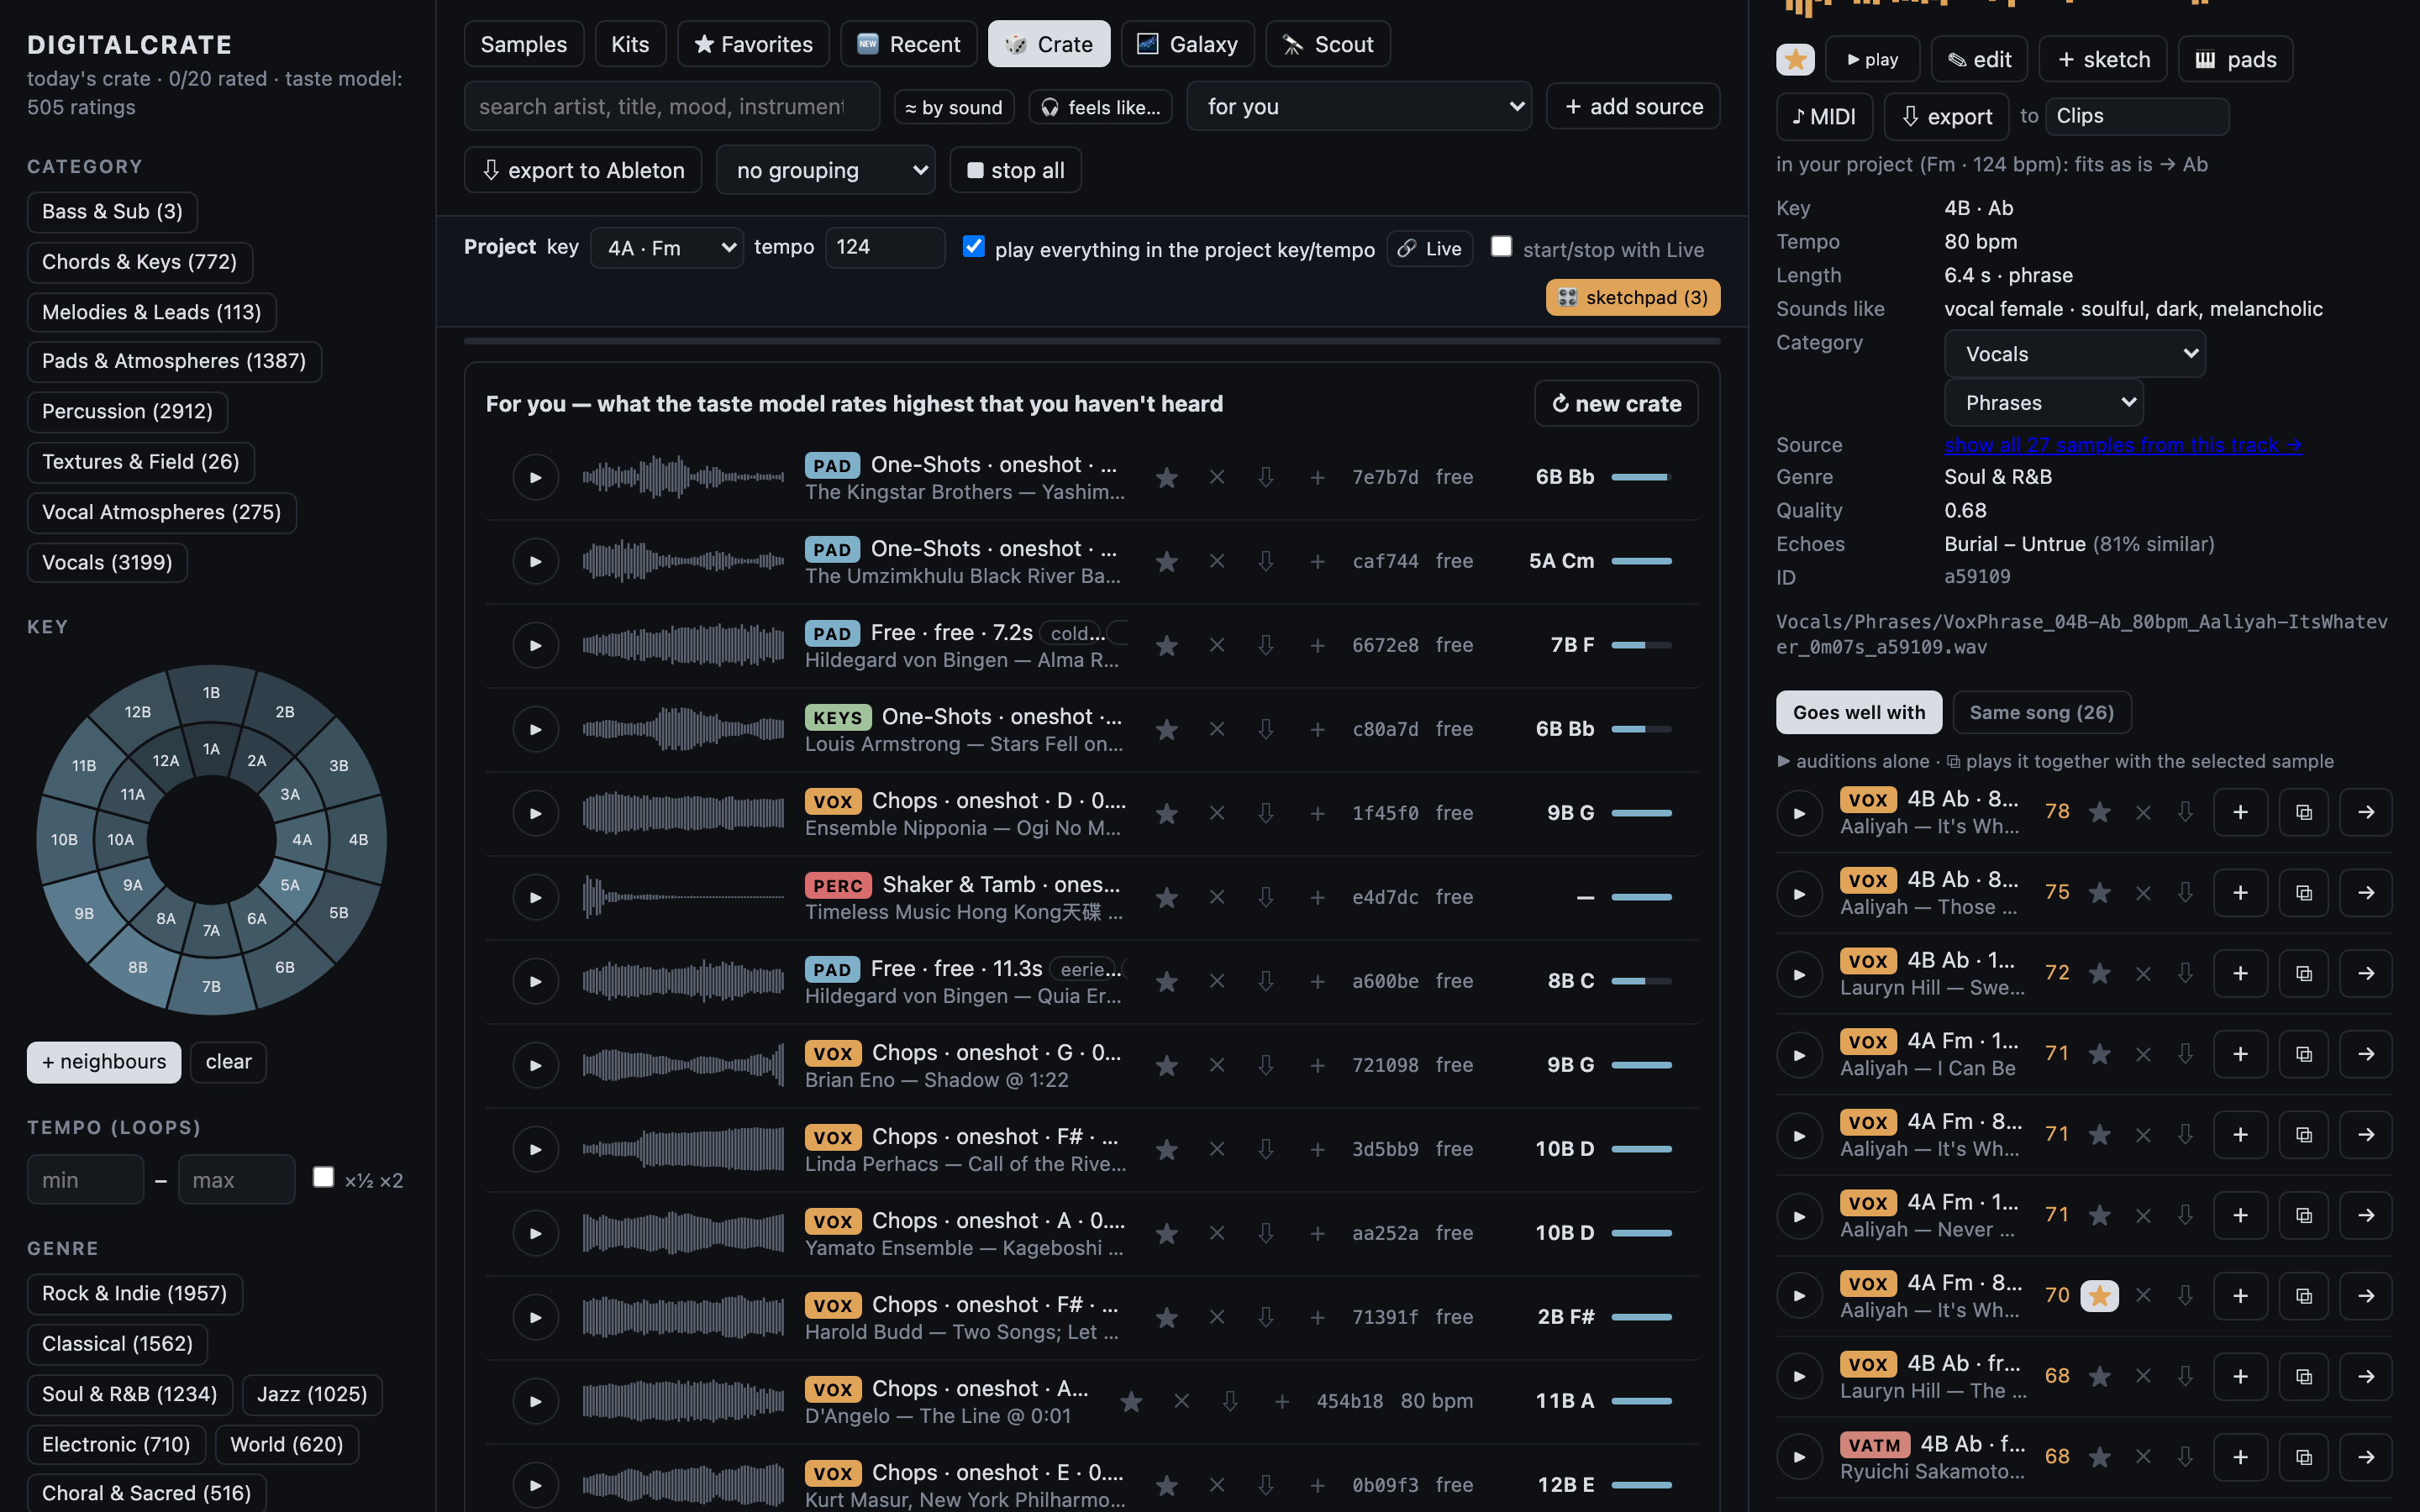 DIGITALCRATE
today's crate · 0/20 rated · taste model:
505 ratings
CATEGORY
Bass & Sub (3)
Chords & Keys (772)
Melodies & Leads (113)
Pads & Atmospheres (1387)
Percussion (2912)
Textures & Field (26)
Vocal Atmospheres (275)
Vocals (3199)
KEY
1B
12B 2B
1A
12A 2A
11B 3B
11A 3A
10B 10A 4A 4B
9A 5A
9B 5B
8A 6A
7A
8B 6B
7B
+ neighbours clear
TEMPO (LOOPS)
min – max ×½ ×2
GENRE
Rock & Indie (1957)
Classical (1562)
Soul & R&B (1234) Jazz (1025)
Electronic (710) World (620)
Choral & Sacred (516)
Samples Kits ★ Favorites NEW Recent Crate Galaxy Scout
search artist, title, mood, instrument ≈ by sound feels like... for you + add source
⇩ export to Ableton no grouping stop all
Project key 4A · Fm tempo 124 play everything in the project key/tempo Live start/stop with Live
sketchpad (3)
For you — what the taste model rates highest that you haven't heard ↻ new crate
PAD One-Shots · oneshot · ...
The Kingstar Brothers — Yashim... 7e7b7d free 6B Bb
PAD One-Shots · oneshot · ...
The Umzimkhulu Black River Ba... caf744 free 5A Cm
PAD Free · free · 7.2s cold...
Hildegard von Bingen — Alma R... 6672e8 free 7B F
KEYS One-Shots · oneshot ·...
Louis Armstrong — Stars Fell on... c80a7d free 6B Bb
VOX Chops · oneshot · D · 0....
Ensemble Nipponia — Ogi No M... 1f45f0 free 9B G
PERC Shaker & Tamb · ones...
Timeless Music Hong Kong天碟 ... e4d7dc free —
PAD Free · free · 11.3s eerie...
Hildegard von Bingen — Quia Er... a600be free 8B C
VOX Chops · oneshot · G · 0...
Brian Eno — Shadow @ 1:22 721098 free 9B G
VOX Chops · oneshot · F# · ...
Linda Perhacs — Call of the Rive... 3d5bb9 free 10B D
VOX Chops · oneshot · A · 0....
Yamato Ensemble — Kageboshi ... aa252a free 10B D
VOX Chops · oneshot · F# · ...
Harold Budd — Two Songs; Let ... 71391f free 2B F#
VOX Chops · oneshot · A...
D'Angelo — The Line @ 0:01 454b18 80 bpm 11B A
VOX Chops · oneshot · E · 0....
Kurt Masur, New York Philharmo... 0b09f3 free 12B E
▶ play ✎ edit + sketch pads
♪ MIDI ⇩ export to Clips
in your project (Fm · 124 bpm): fits as is → Ab
Key 4B · Ab
Tempo 80 bpm
Length 6.4 s · phrase
Sounds like vocal female · soulful, dark, melancholic
Category Vocals
Phrases
Source show all 27 samples from this track →
Genre Soul & R&B
Quality 0.68
Echoes Burial – Untrue (81% similar)
ID a59109
Vocals/Phrases/VoxPhrase_04B-Ab_80bpm_Aaliyah-ItsWhatev
er_0m07s_a59109.wav
Goes well with Same song (26)
▶ auditions alone · ⧉ plays it together with the selected sample
VOX 4B Ab · 8... 78
Aaliyah — It's Wh...
VOX 4B Ab · 8... 75
Aaliyah — Those ...
VOX 4B Ab · 1... 72
Lauryn Hill — Swe...
VOX 4A Fm · 1... 71
Aaliyah — I Can Be
VOX 4A Fm · 8... 71
Aaliyah — It's Wh...
VOX 4A Fm · 1... 71
Aaliyah — Never ...
VOX 4A Fm · 8... 70
Aaliyah — It's Wh...
VOX 4B Ab · fr... 68
Lauryn Hill — The ...
VATM 4B Ab · f... 68
Ryuichi Sakamoto...